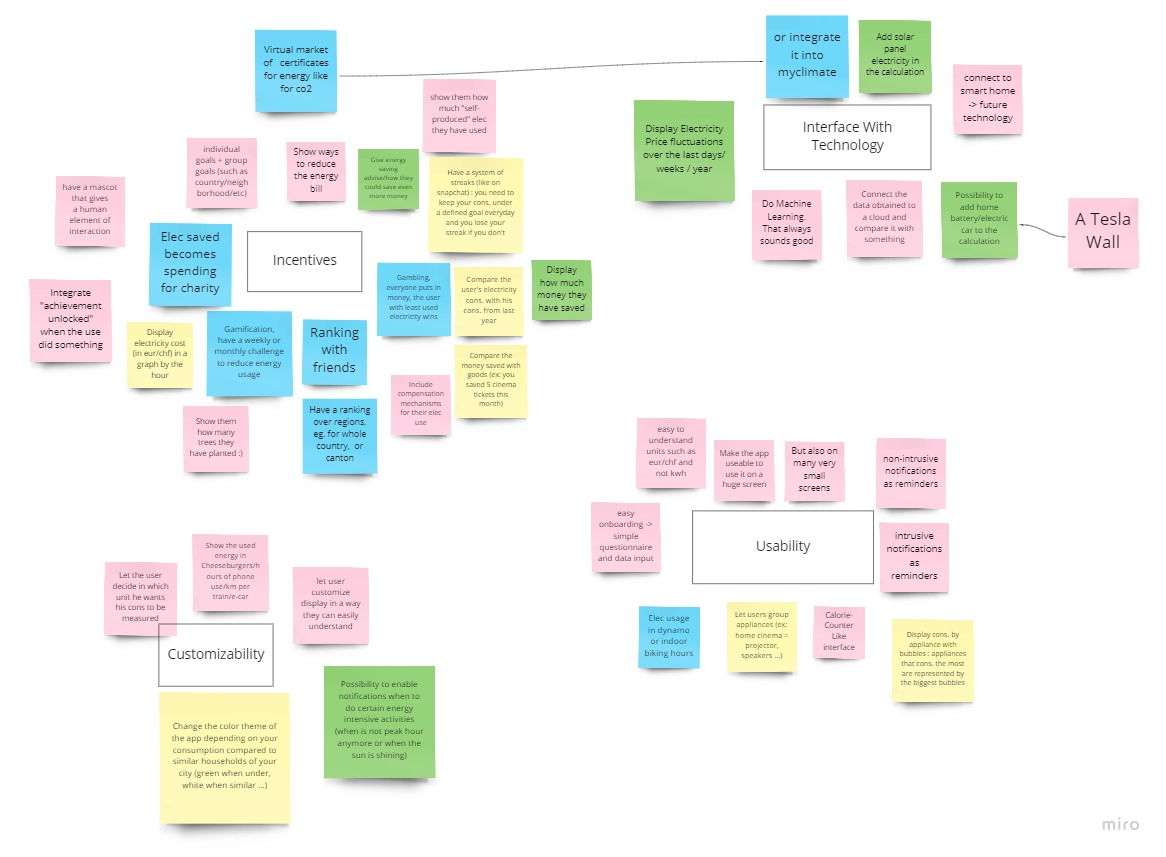 Virtual market
of certificates
for energy like
for co2
or integrate
it into
myclimate
Add solar
panel
electricity in
the calculation
connect to
smart home
-> future
technology
Display Electricity
Price fluctuations
over the last days/
weeks / year
Interface With
Technology
Do Machine
Learning.
That always
sounds good
Connect the
data obtained to
a cloud and
compare it with
something
Possibility to
add home
battery/electric
car to the
calculation
A Tesla
Wall
show them how
much "self-
produced" elec
they have used
individual
goals + group
goals (such as
country/neigh
borhood/etc)
Show ways
to reduce
the energy
bill
Give energy
saving
advise/how they
could save even
more money
Have a system of
streaks (like on
snapchat) : you need to
keep your cons. under
a defined goal everyday
and you lose your
streak if you don't
have a mascot
that gives
a human
element of
interaction
Elec saved
becomes
spending
for charity
Incentives
Gambling,
everyone puts in
money, the user
with least used
electricity wins
Compare the
user's electricity
cons. with his
cons. from last
year
Display
how much
money they
have saved
Integrate
"achievement
unlocked"
when the use
did something
Display
electricity cost
(in eur/chf) in a
graph by the
hour
Gamification,
have a weekly or
monthly challenge
to reduce energy
usage
Ranking
with
friends
Compare the
money saved with
goods (ex: you
saved 5 cinema
tickets this
month)
Include
compensation
mechanisms
for their elec
use
Show them
how many
trees they
have planted :)
Have a ranking
over regions,
eg. for whole
country, or
canton
easy to
understand
units such as
eur/chf and
not kwh
Make the app
useable to
use it on a
huge screen
But also on
many very
small
screens
non-intrusive
notifications
as reminders
easy
onboarding ->
simple
questionnaire
and data input
Usability
intrusive
notifications
as
reminders
Elec usage
in dynamo
or indoor
biking hours
Let users group
appliances (ex:
home cinema =
projector,
speakers ...)
Calorie-
Counter
Like
interface
Display cons. by
appliance with
bubbles : appliances
that cons. the most
are represented by
the biggest bubbles
Show the used
energy in
Cheeseburgers/h
ours of phone
use/km per
train/e-car
Let the user
decide in which
unit he wants
his cons to be
measured
let user
customize
display in a way
they can easily
understand
Customizability
Change the color theme of
the app depending on your
consumption compared to
similar households of your
city (green when under,
white when similar ...)
Possibility to enable
notifications when to
do certain energy
intensive activities
(when is not peak hour
anymore or when the
sun is shining)
miro